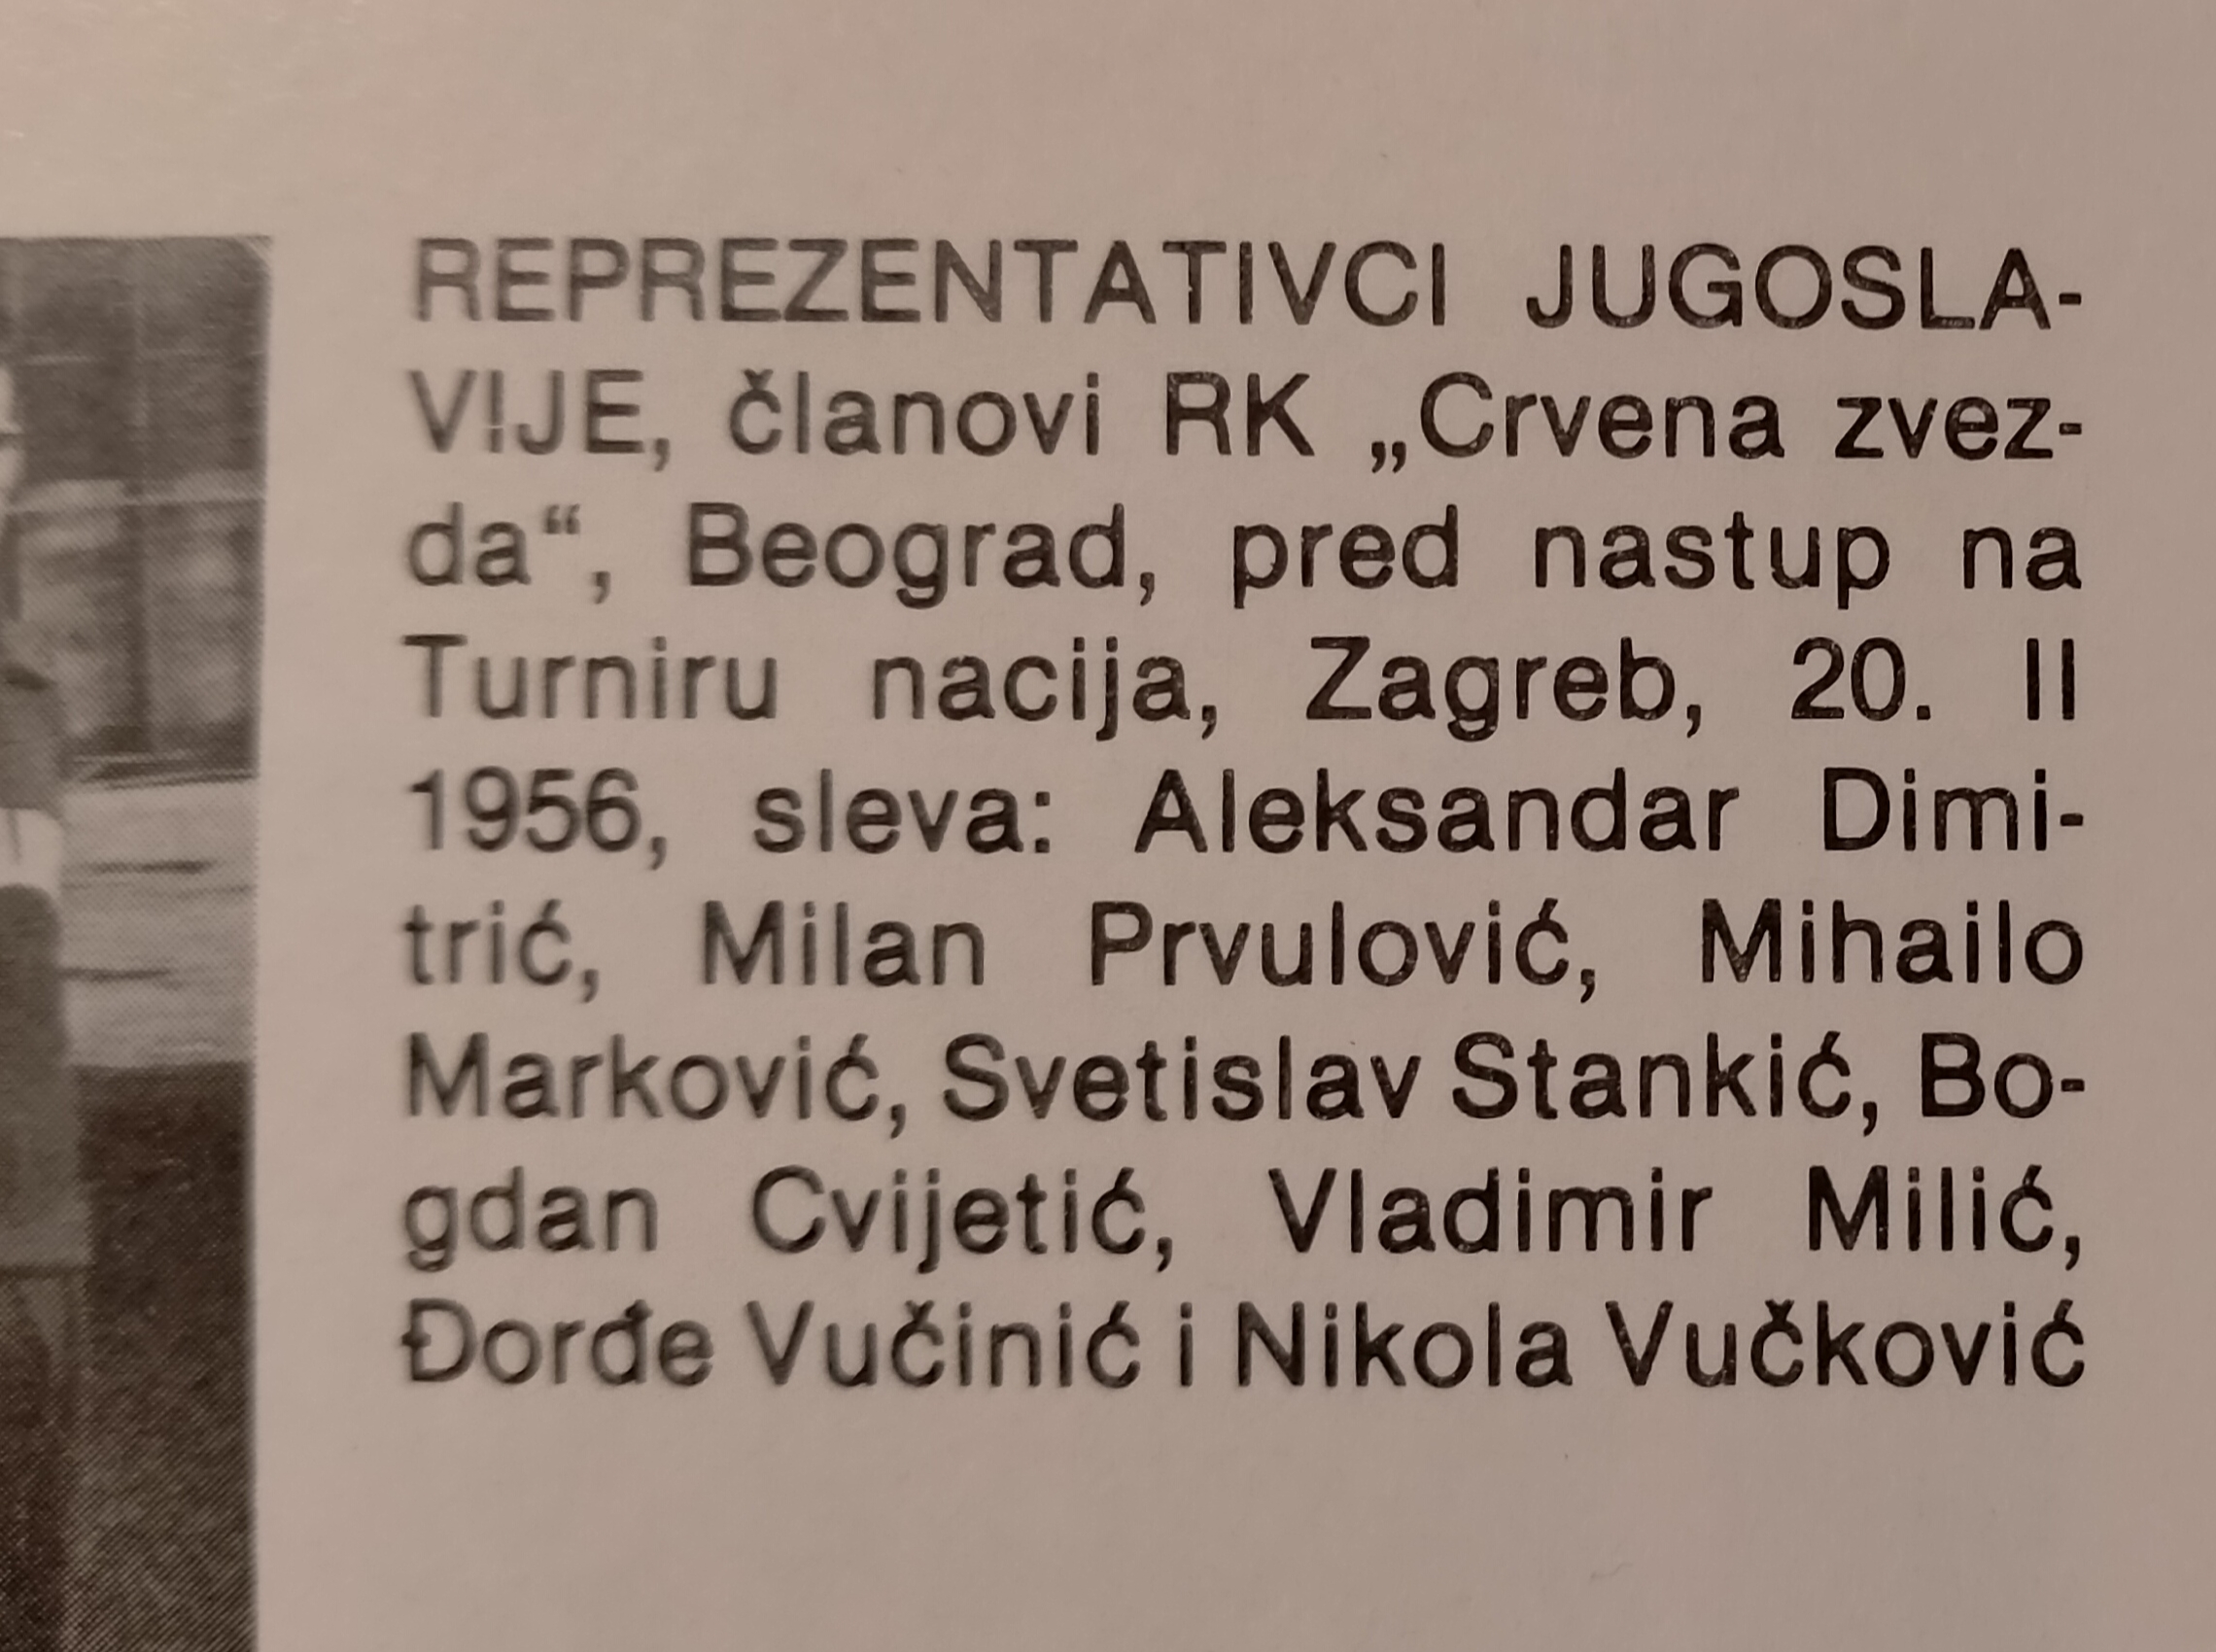 REPREZENTATIVCI JUGOSLA-
VIJE, članovi RK „Crvena zvez-
da“, Beograd, pred nastup na
Turniru nacija, Zagreb, 20. II
1956, sleva: Aleksandar Dimi-
trić, Milan Prvulović, Mihailo
Marković, Svetislav Stankić, Bo-
gdan Cvijetić, Vladimir Milić,
Đorđe Vučinić i Nikola Vučković